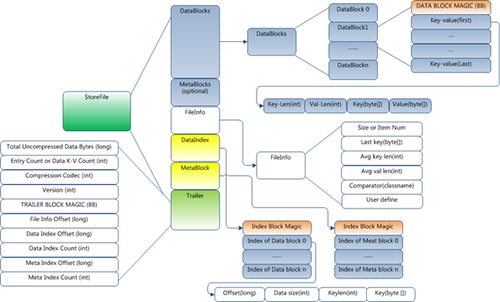 StoreFile
Total Uncompressed Data Bytes (long)
Entry Count or Data K-V Count (int)
Compression Codec (int)
Version (int)
TRAILER BLOCK MAGIC (8B)
File Info Offset (long)
Data Index Offset (long)
Data Index Count (int)
Meta Index Offset (long)
Meta Index Count (int)
DataBlocks
MetaBlocks
(optional)
FileInfo
DataIndex
MetaBlock
Trailer
DataBlocks
DataBlock 0
DataBlock1
......
DataBlockn
DATA BLOCK MAGIC (8B)
Key-value(first)
...
...
Key-value(Last)
Key-Len(int)
Val-Len(int)
Key(byte[])
Value(byte[])
FileInfo
Size or Item Num
Last key(byte[])
Avg key len(int)
Avg val len(int)
Comparator(classname)
User define
Index Block Magic
Index of Data block 0
......
Index of Data block n
Index Block Magic
Index of Meat block 0
...
Index of Meta block n
Offset(long)
Data size(int)
Keylen(int)
Key(byte [])